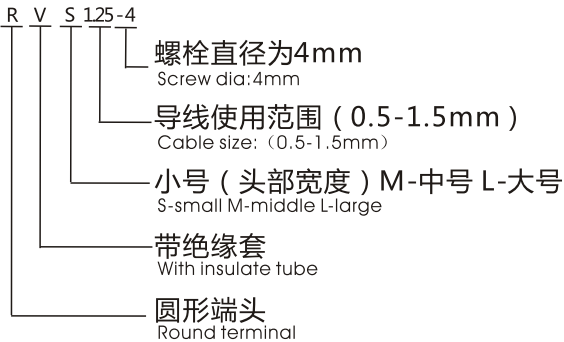 R V S 1.25-4
螺栓直径为4mm
Screw dia:4mm
导线使用范围（0.5-1.5mm）
Cable size:（0.5-1.5mm）
小号（头部宽度）M-中号 L-大号
S-small M-middle L-large
带绝缘套
With insulate tube
圆形端头
Round terminal